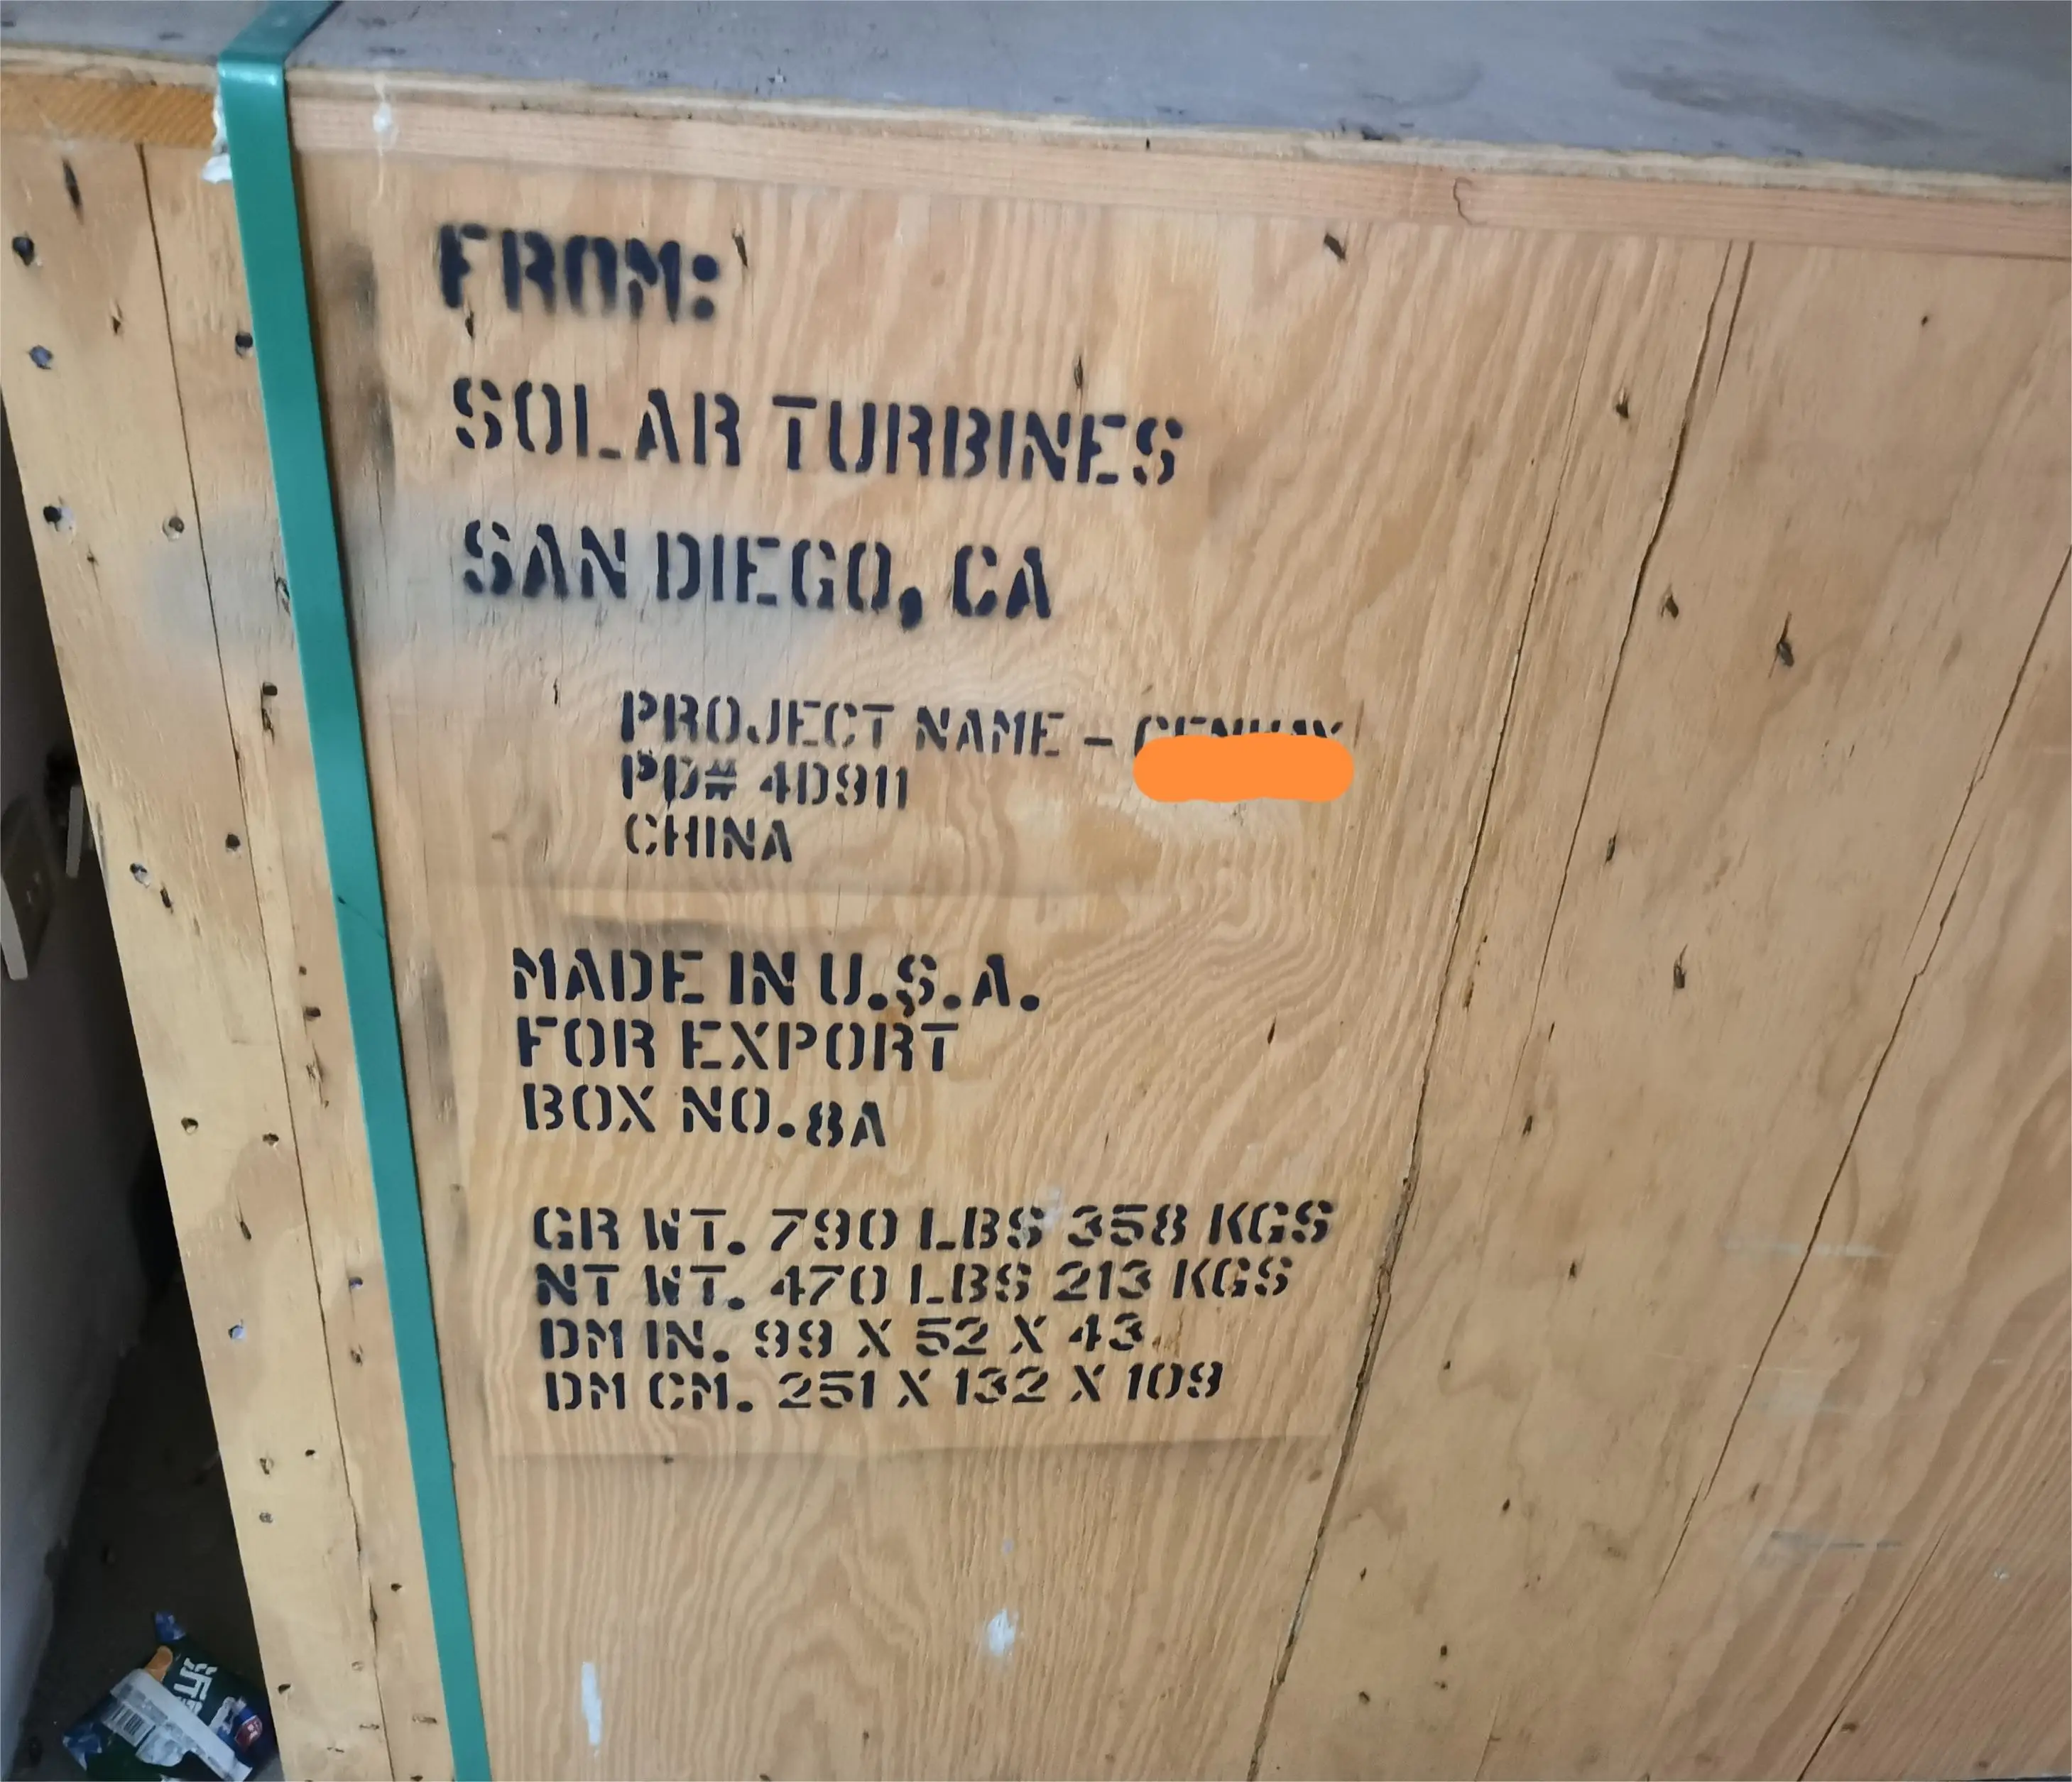 FROM:
SOLAR TURBINES
SAN DIEGO, CA
PROJECT NAME -
PD# 4D911
CHINA
MADE IN U.S.A.
FOR EXPORT
BOX NO.8A
GR WT. 790 LBS 358 KGS
NT WT. 470 LBS 213 KGS
DM IN. 99 X 52 X 43
DM CM. 251 X 132 X 109